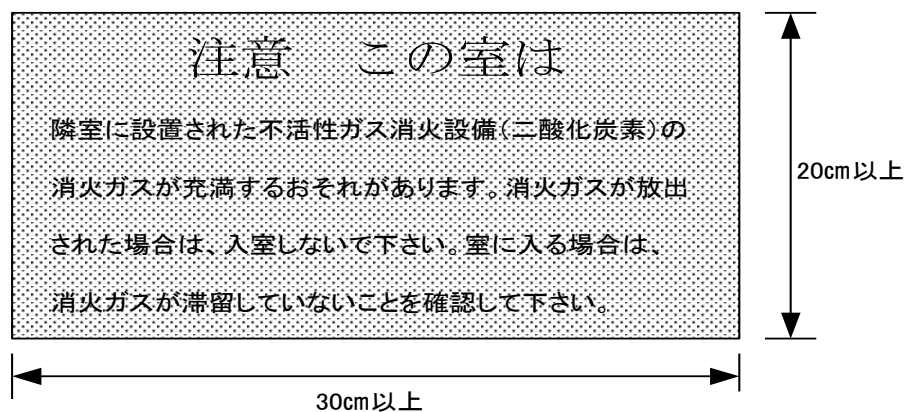 注意　この室は
隣室に設置された不活性ガス消火設備（二酸化炭素）の
消火ガスが充満するおそれがあります。消火ガスが放出
された場合は、入室しないで下さい。室に入る場合は、
消火ガスが滞留していないことを確認して下さい。
20㎝以上
30㎝以上